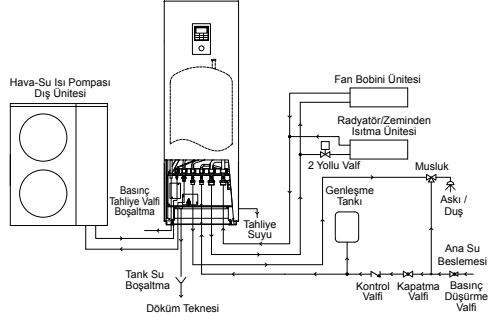 Hava-Su Isı Pompası
Dış Ünitesi
Fan Bobini Ünitesi
Radyatör/Zeminden
Isıtma Ünitesi
2 Yollu Valf
Musluk
Genleşme
Tankı
Askı /
Duş
Basınç
Tahliye Valfi
Boşaltma
Tahliye
Suyu
Ana Su
Beslemesi
Tank Su
Boşaltma
Kontrol
Valfi
Kapatma
Valfi
Basınç
Düşürme
Valfi
Döküm Teknesi